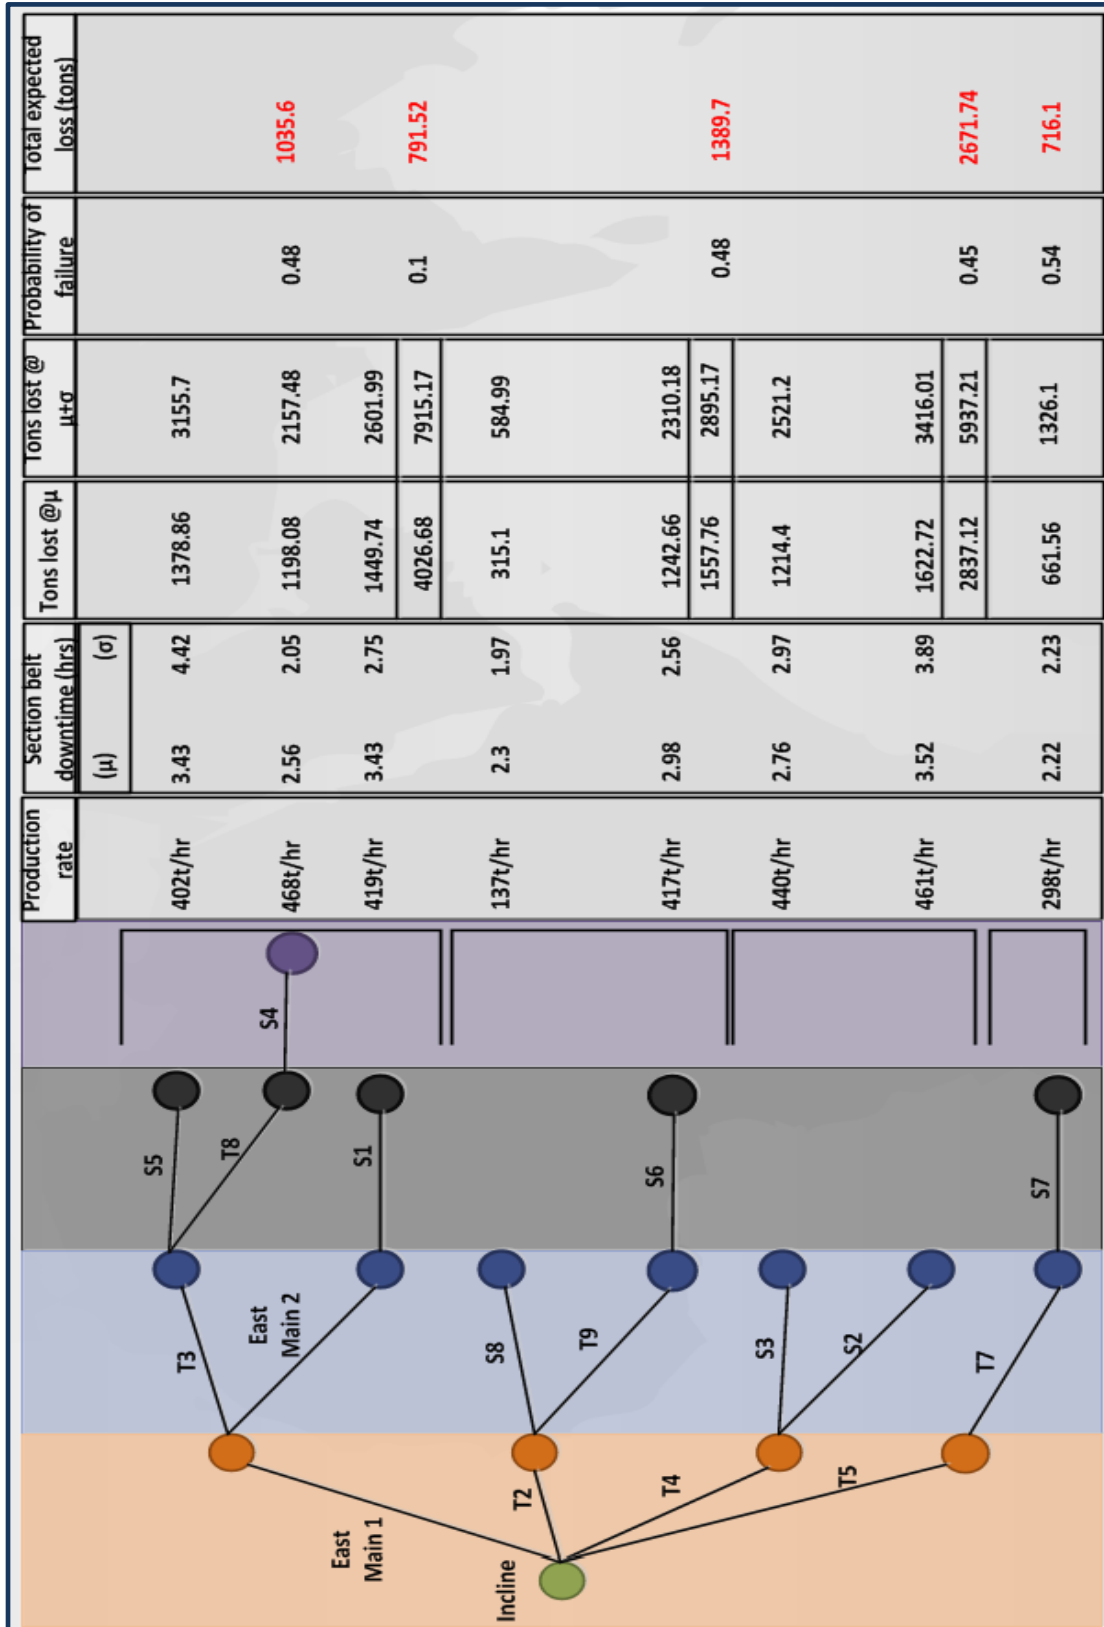 Incline
East
Main 1
T2
T4
T5
T3
East
Main 2
S8
T9
S3
S2
T7
S5
T8
S1
S6
S7
S4
Production
rate
402t/hr
468t/hr
419t/hr
137t/hr
417t/hr
440t/hr
461t/hr
298t/hr
Section belt
downtime (hrs)
(μ) (σ)
3.43 4.42
2.56 2.05
3.43 2.75
2.3 1.97
2.98 2.56
2.76 2.97
3.52 3.89
2.22 2.23
Tons lost @μ
1378.86
1198.08
1449.74
4026.68
315.1
1242.66
1557.76
1214.4
1622.72
2837.12
661.56
Tons lost @
μ+σ
3155.7
2157.48
2601.99
7915.17
584.99
2310.18
2895.17
2521.2
3416.01
5937.21
1326.1
Probability of
failure
0.48
0.1
0.48
0.45
0.54
Total expected
loss (tons)
1035.6
791.52
1389.7
2671.74
716.1